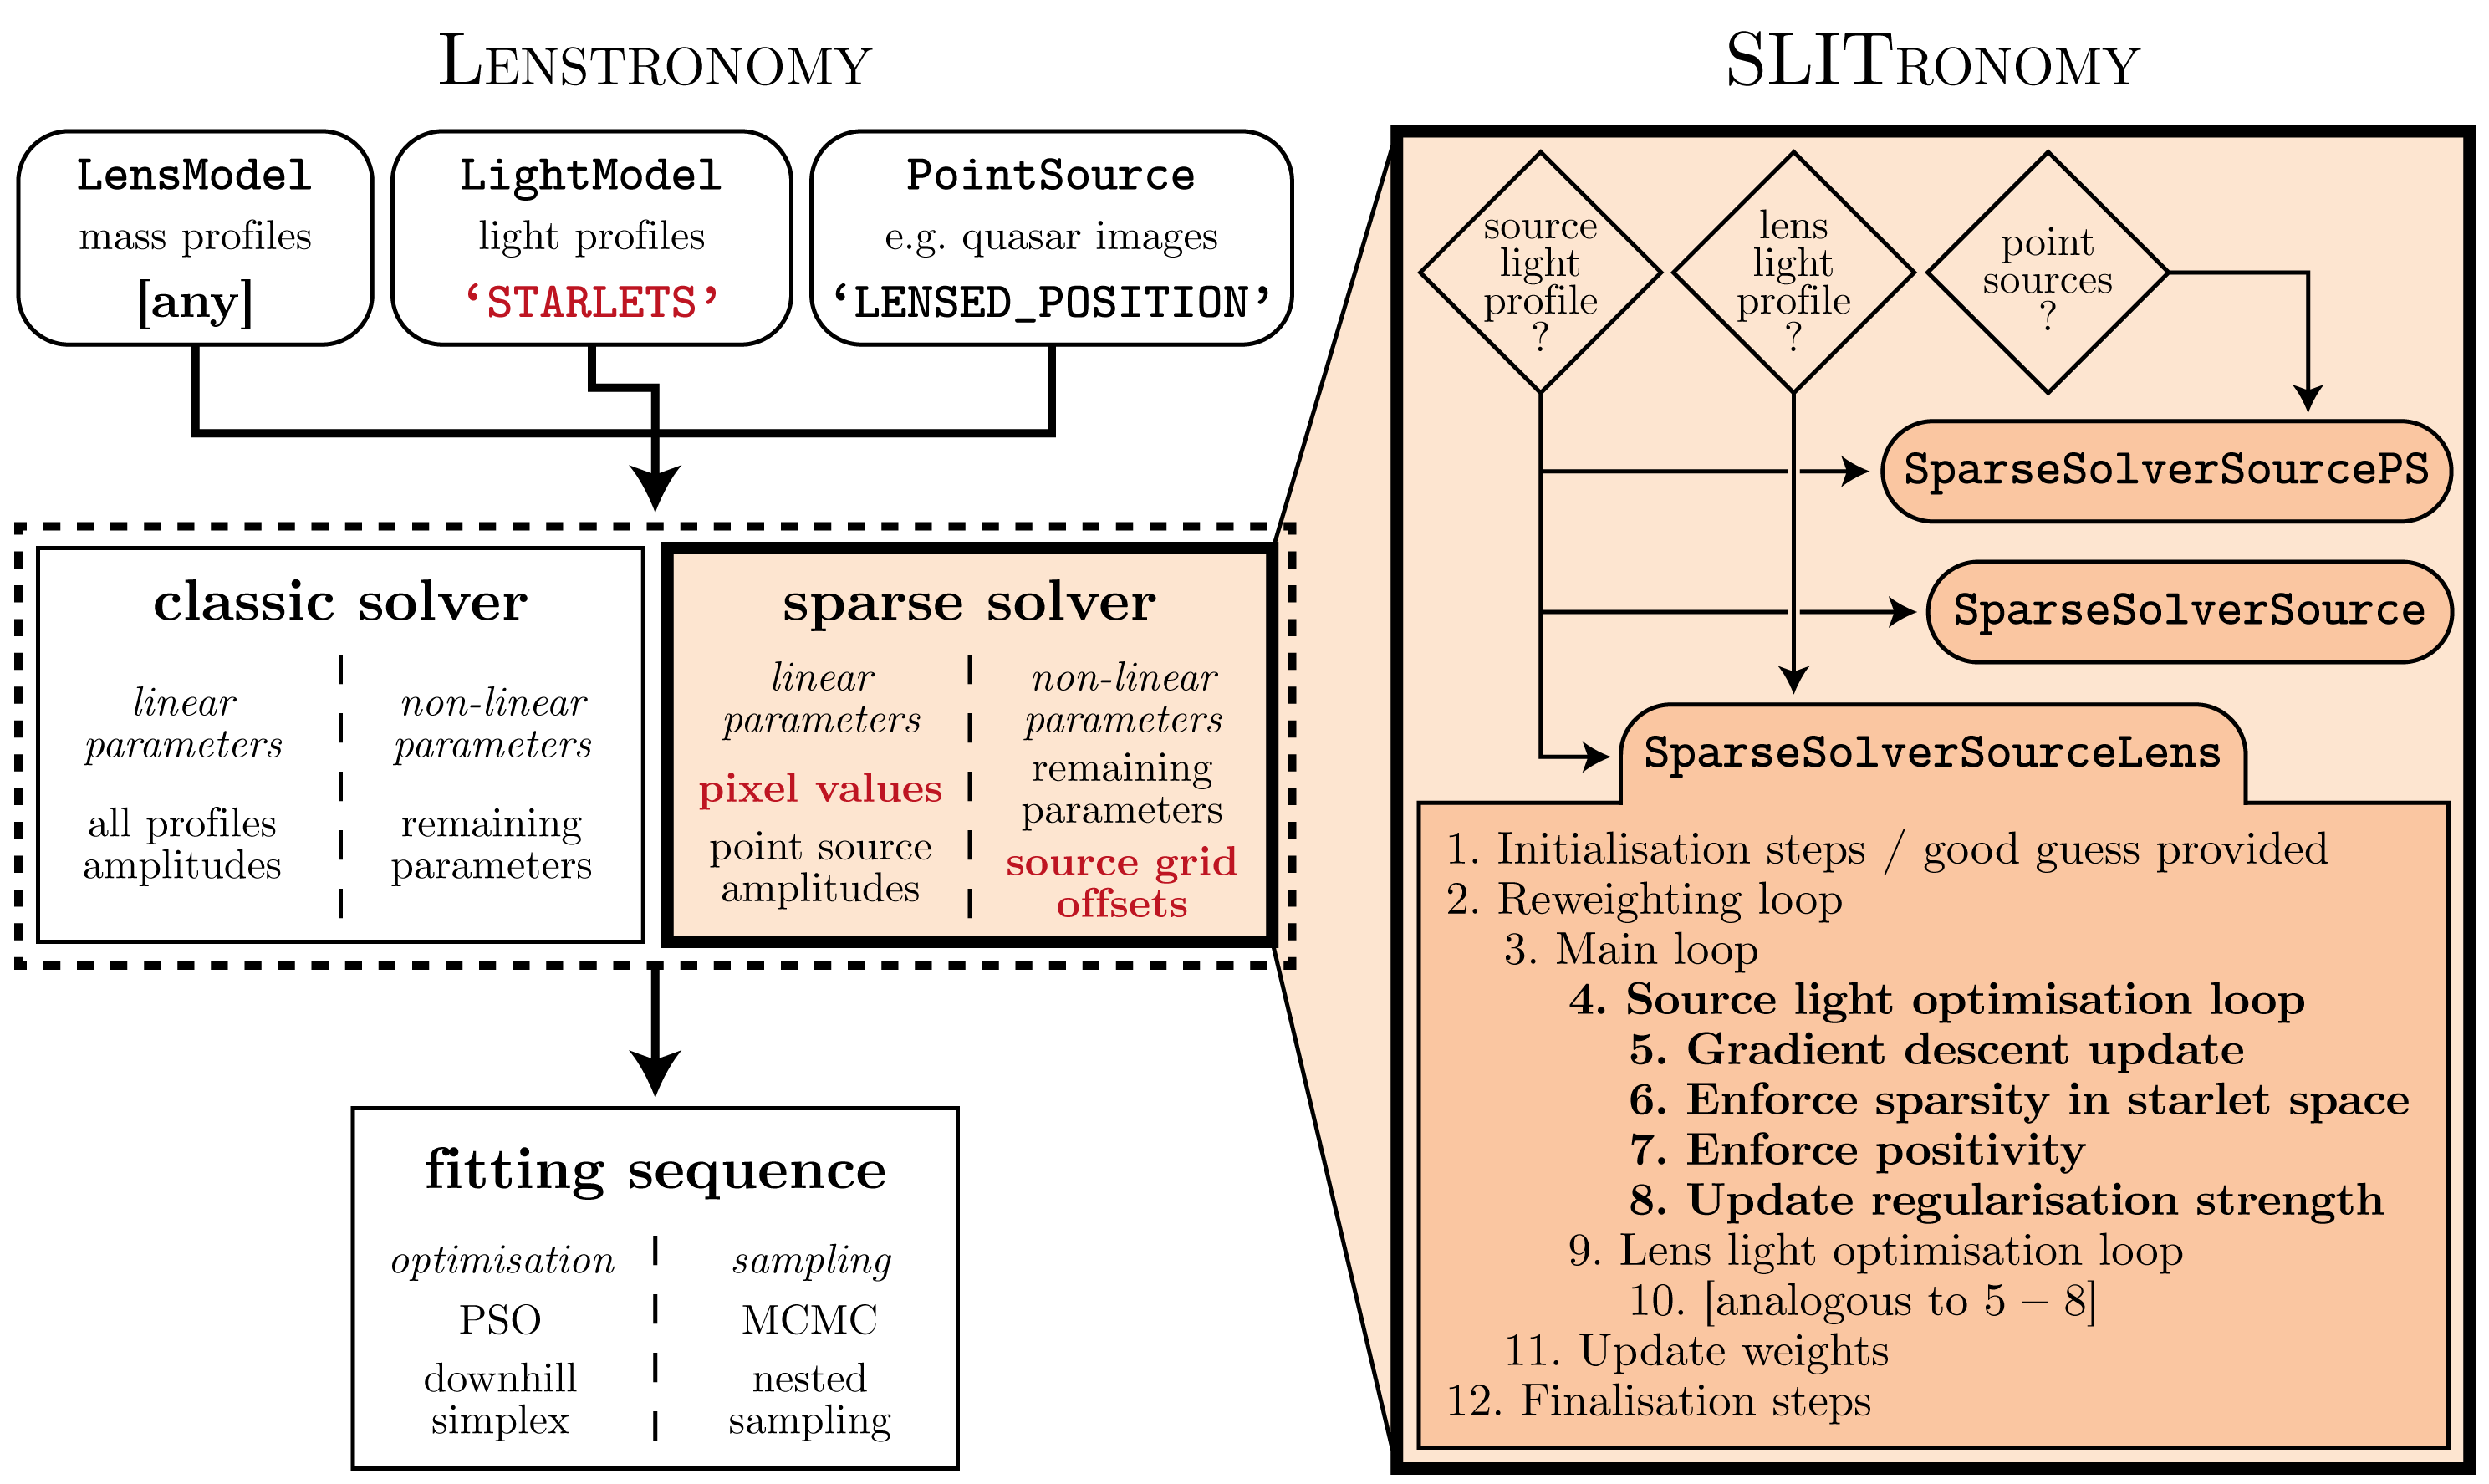 LENSTRONOMY
LensModel
mass profiles
[any]
LightModel
light profiles
‘STARLETS’
PointSource
e.g. quasar images
‘LENSED_POSITION’
classic solver
linear
parameters
all profiles
amplitudes
non-linear
parameters
remaining
parameters
sparse solver
linear
parameters
pixel values
point source
amplitudes
non-linear
parameters
remaining
parameters
source grid
offsets
fitting sequence
optimisation
PSO
downhill
simplex
sampling
MCMC
nested
sampling
SLITRONOMY
source
light
profile
?
lens
light
profile
?
point
sources
?
SparseSolverSourcePS
SparseSolverSource
SparseSolverSourceLens
1. Initialisation steps / good guess provided
2. Reweighting loop
3. Main loop
4. Source light optimisation loop
5. Gradient descent update
6. Enforce sparsity in starlet space
7. Enforce positivity
8. Update regularisation strength
9. Lens light optimisation loop
10. [analogous to 5 – 8]
11. Update weights
12. Finalisation steps